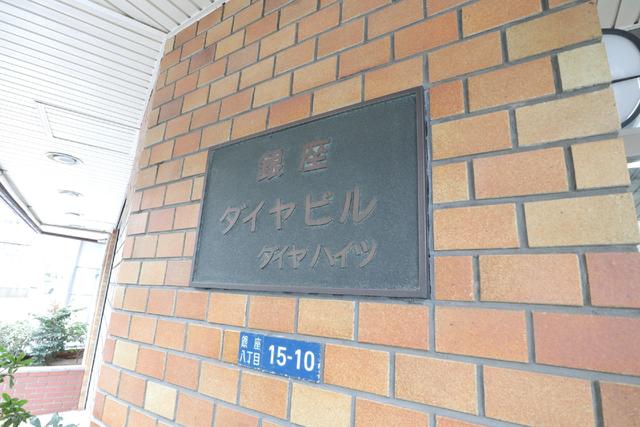 銀座
ダイヤビル
ダイヤハイツ
銀座
八丁目
15-10